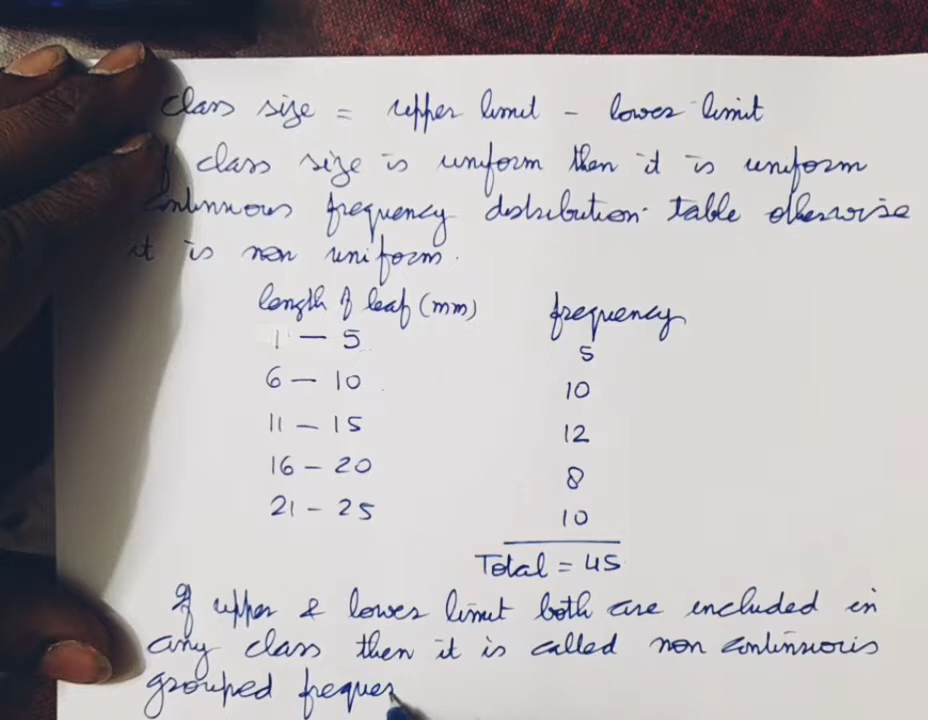 class size = upper limit - lower limit
If class size is uniform then it is uniform
continuous frequency distribution table otherwise
it is non uniform.
length of leaf (mm) frequency
1 - 5 5
6 - 10 10
11 - 15 12
16 - 20 8
21 - 25 10
Total = 45
If upper & lower limit both are included in
any class then it is called non continuous
grouped freque